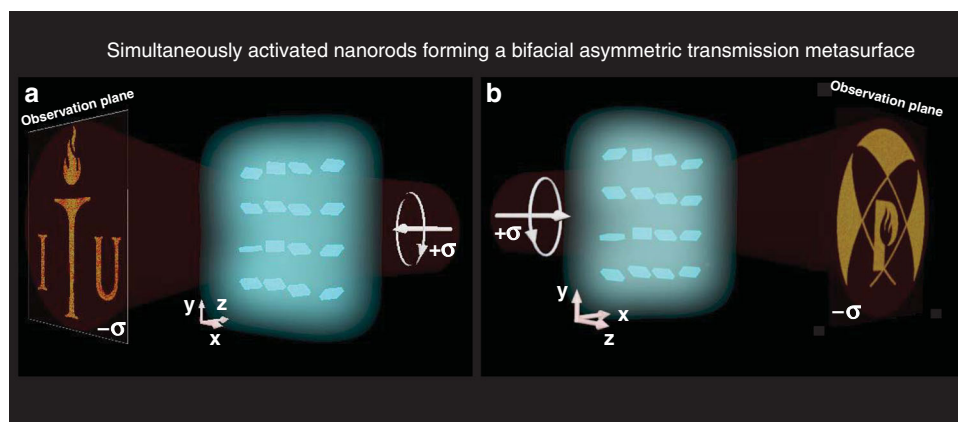 Simultaneously activated nanorods forming a bifacial asymmetric transmission metasurface
a
Observation plane
I T U
−σ
y z
x
+σ
b
Observation plane
+σ
y
x
z
P
−σ